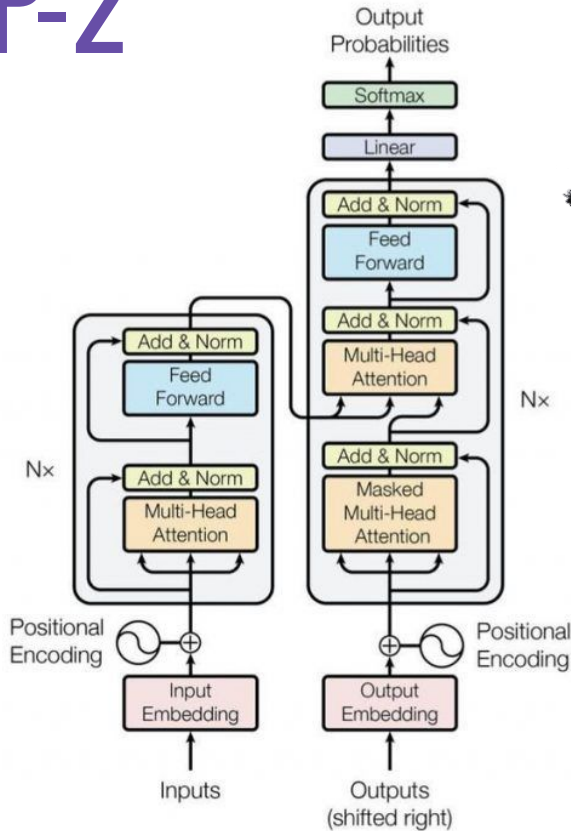 P-Z
Output
Probabilities
Softmax
Linear
Add & Norm
Feed
Forward
Add & Norm
Multi-Head
Attention
Add & Norm
Masked
Multi-Head
Attention
Nx
Add & Norm
Feed
Forward
Add & Norm
Multi-Head
Attention
Nx
Positional
Encoding
Positional
Encoding
Input
Embedding
Output
Embedding
Inputs
Outputs
(shifted right)